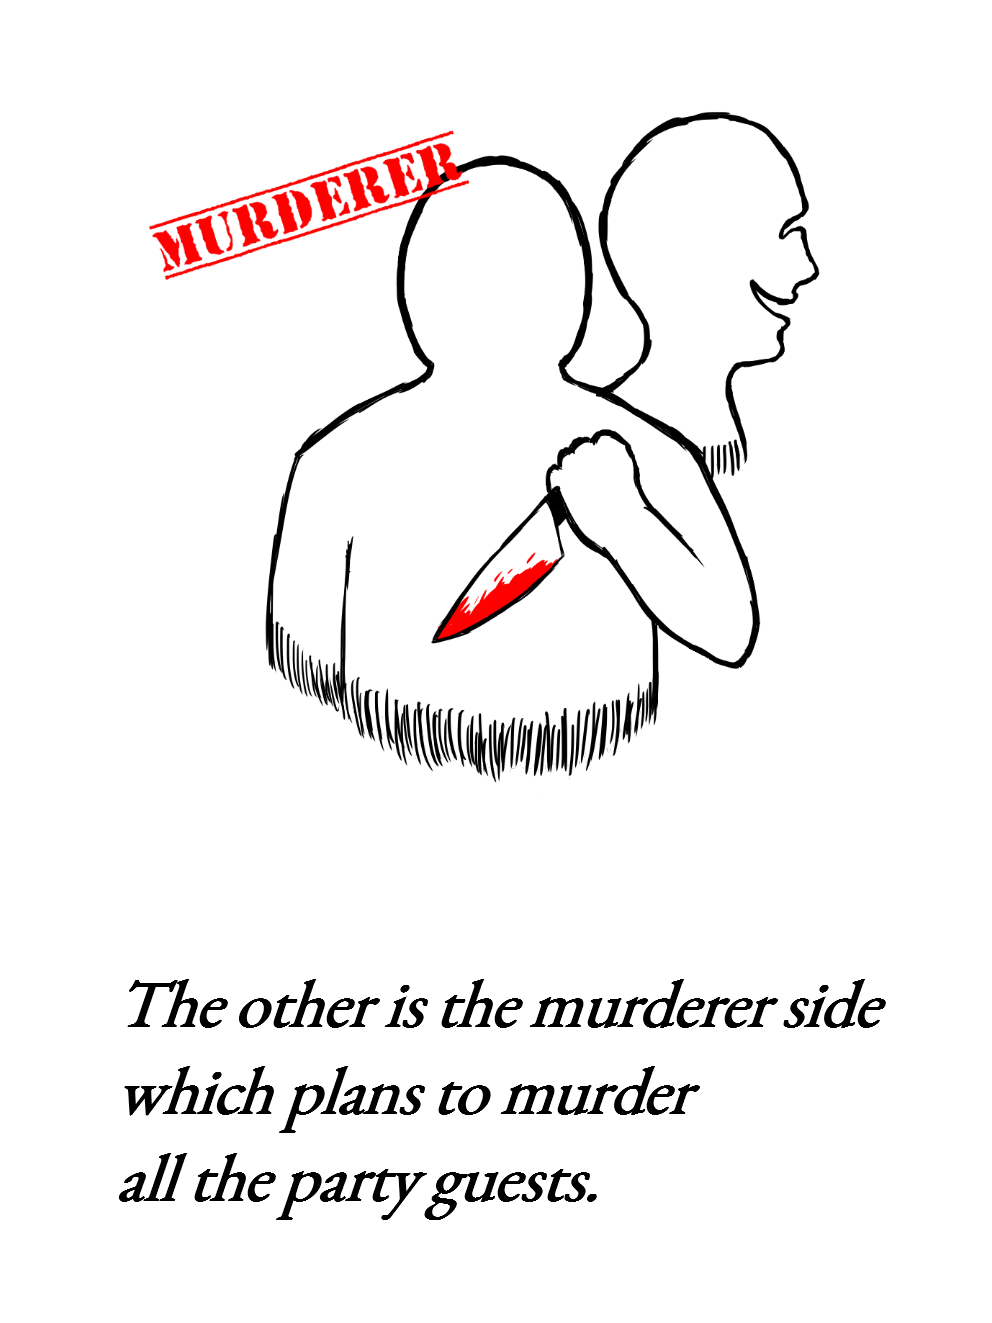 MURDERER
The other is the murderer side
which plans to murder
all the party guests.